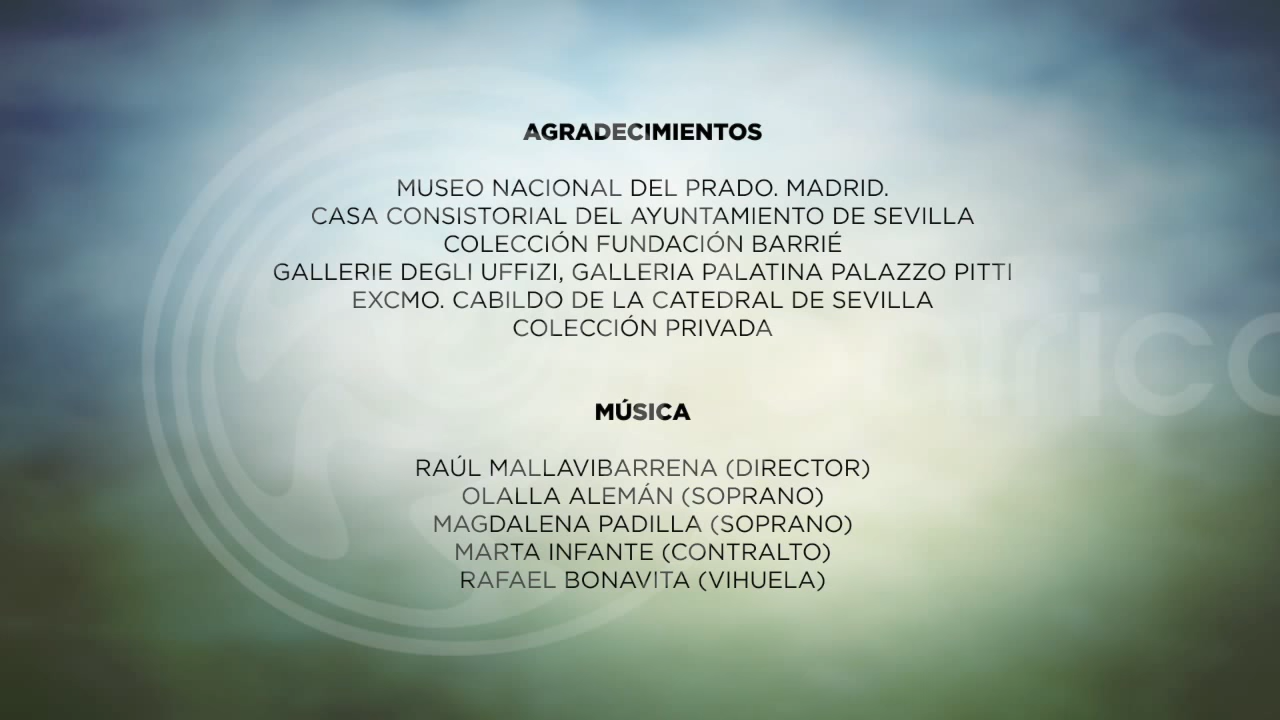 AGRADECIMIENTOS
MUSEO NACIONAL DEL PRADO. MADRID.
CASA CONSISTORIAL DEL AYUNTAMIENTO DE SEVILLA
COLECCIÓN FUNDACIÓN BARRIÉ
GALLERIE DEGLI UFFIZI, GALLERIA PALATINA PALAZZO PITTI
EXCMO. CABILDO DE LA CATEDRAL DE SEVILLA
COLECCIÓN PRIVADA
MÚSICA
RAÚL MALLAVIBARRENA (DIRECTOR)
OLALLA ALEMÁN (SOPRANO)
MAGDALENA PADILLA (SOPRANO)
MARTA INFANTE (CONTRALTO)
RAFAEL BONAVITA (VIHUELA)